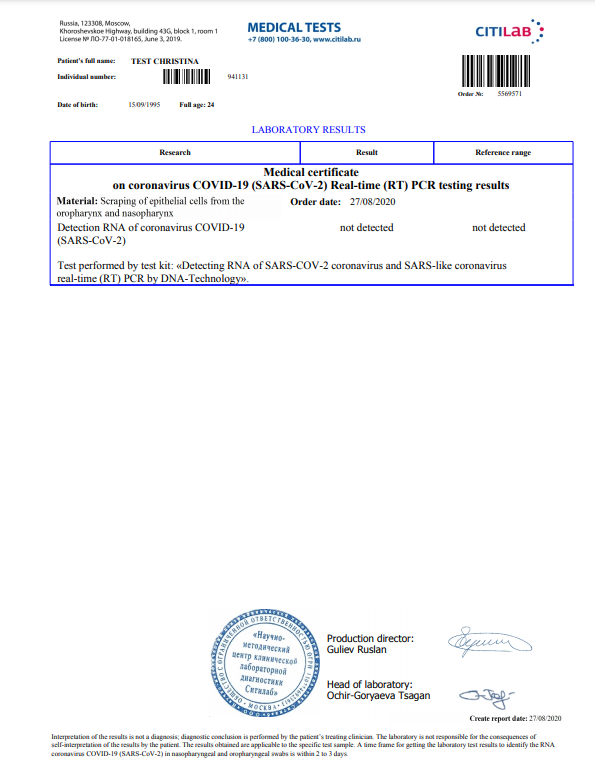 Russia, 123308, Moscow,
Khoroshevskoe Highway, building 43G, block 1, room 1
License № ЛО-77-01-018165, June 3, 2019.
MEDICAL TESTS
+7 (800) 100-36-30, www.citilab.ru
CITILAB
Patient's full name: TEST CHRISTINA
Individual number: 941131
Order №: 5569571
Date of birth: 15/09/1995 Full age: 24
LABORATORY RESULTS
Research Result Reference range
Medical certificate
on coronavirus COVID-19 (SARS-CoV-2) Real-time (RT) PCR testing results
Material: Scraping of epithelial cells from the Order date: 27/08/2020
oropharynx and nasopharynx
Detection RNA of coronavirus COVID-19 not detected not detected
(SARS-CoV-2)
Test performed by test kit: «Detecting RNA of SARS-COV-2 coronavirus and SARS-like coronavirus
real-time (RT) PCR by DNA-Technology».
ОБЩЕСТВО С ОГРАНИЧЕННОЙ ОТВЕТСТВЕННОСТЬЮ
МОСКВА
«Научно-
методический
центр клинической
лабораторной
диагностики
Ситилаб»
Production director:
Guliev Ruslan
Head of laboratory:
Ochir-Goryaeva Tsagan
Create report date: 27/08/2020
Interpretation of the results is not a diagnosis; diagnostic conclusion is performed by the patient's treating clinician. The laboratory is not responsible for the consequences of
self-interpretation of the results by the patient. The results obtained are applicable to the specific test sample. A time frame for getting the laboratory test results to identify the RNA
coronavirus COVID-19 (SARS-CoV-2) in nasopharyngeal and oropharyngeal swabs is within 2 to 3 days.